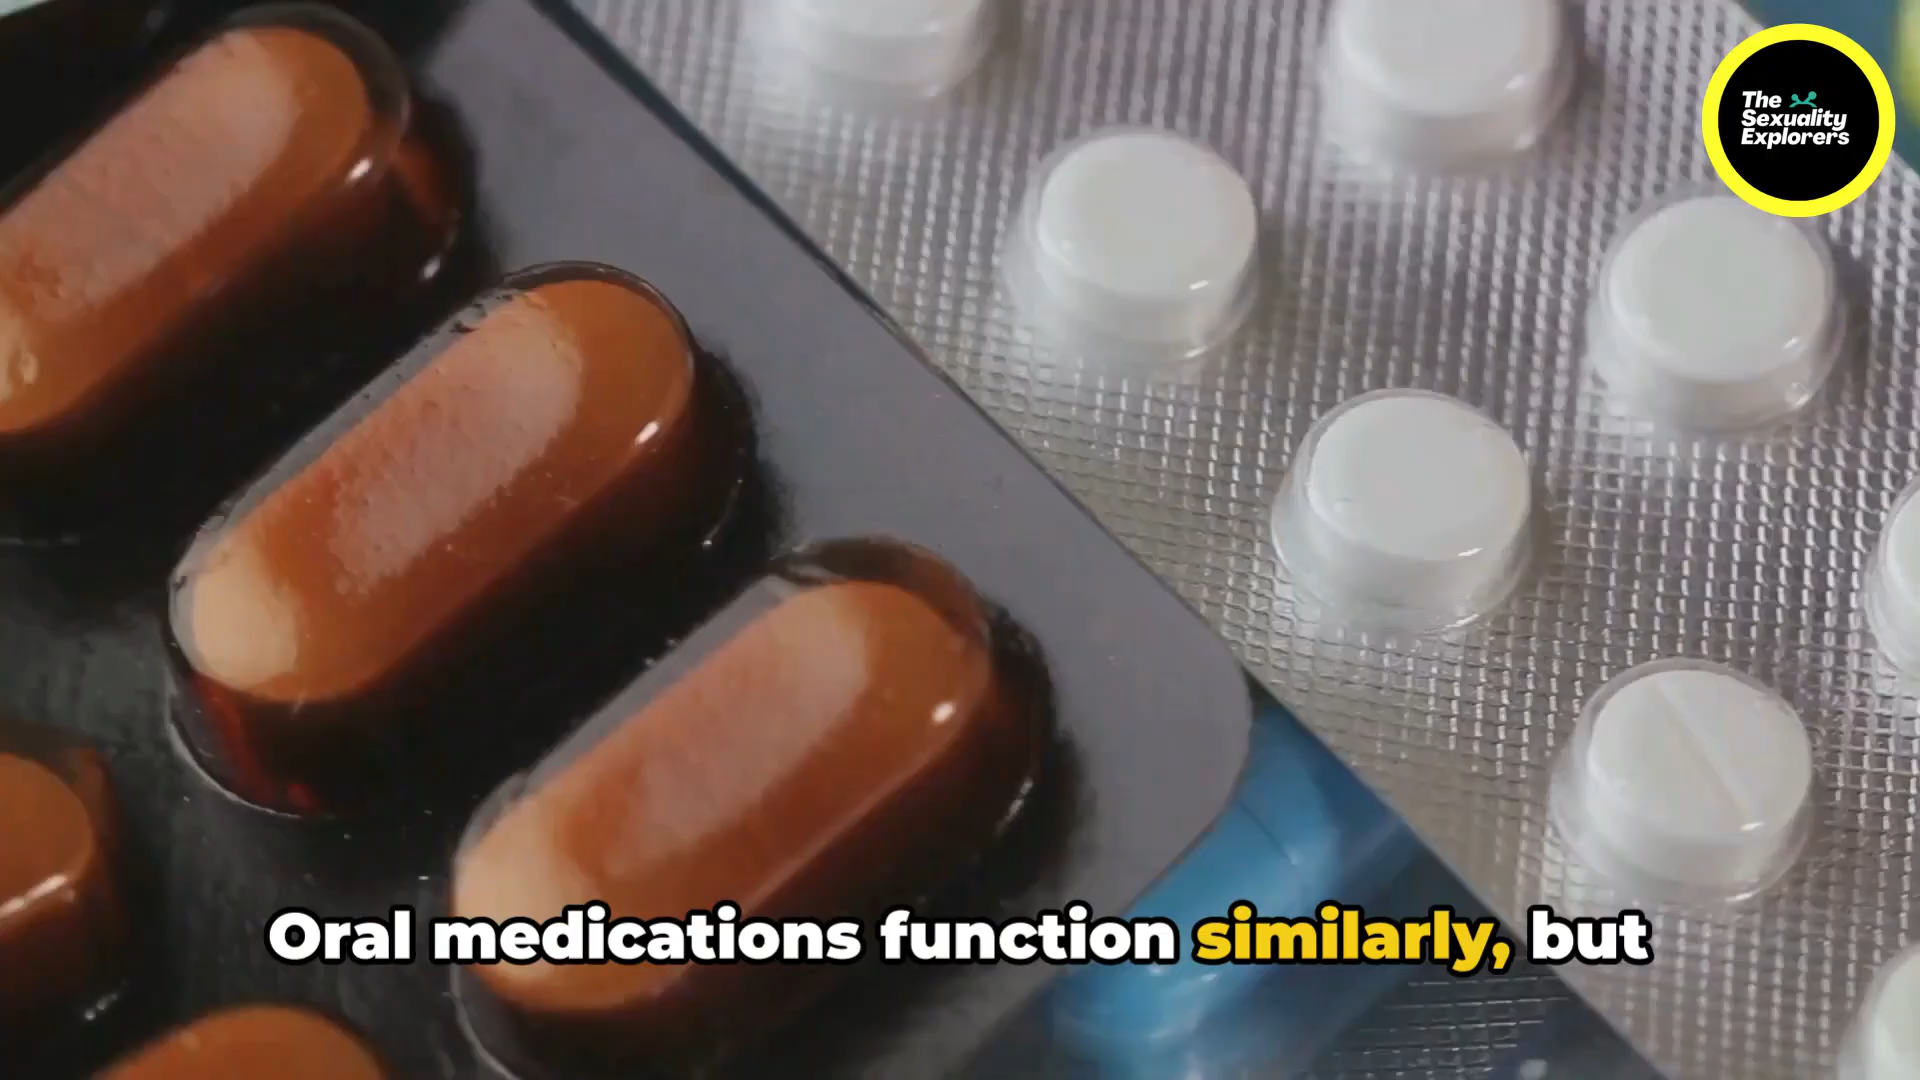 The
Sexuality
Explorers
Oral medications function similarly, but